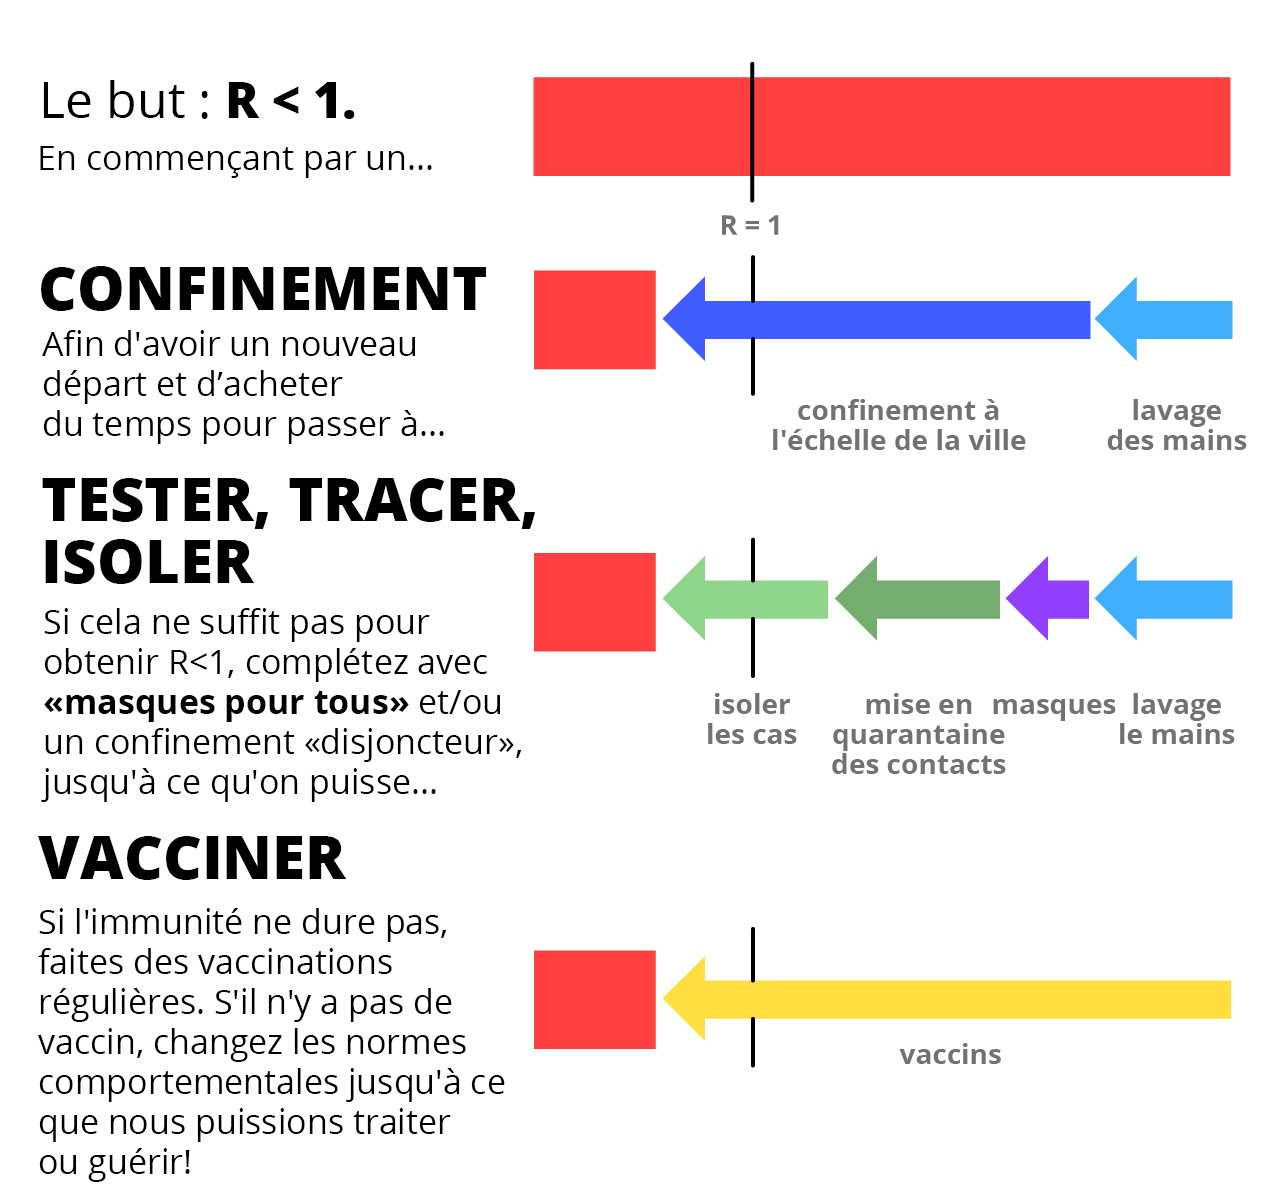 Le but : R < 1.
En commençant par un...
R = 1
CONFINEMENT
Afin d'avoir un nouveau
départ et d’acheter
du temps pour passer à...
confinement à
l'échelle de la ville
lavage
des mains
TESTER, TRACER,
ISOLER
Si cela ne suffit pas pour
obtenir R<1, complétez avec
«masques pour tous» et/ou
un confinement «disjoncteur»,
jusqu'à ce qu'on puisse...
isoler
les cas
mise en
quarantaine
des contacts
masques
lavage
le mains
VACCINER
Si l'immunité ne dure pas,
faites des vaccinations
régulières. S'il n'y a pas de
vaccin, changez les normes
comportementales jusqu'à ce
que nous puissions traiter
ou guérir!
vaccins